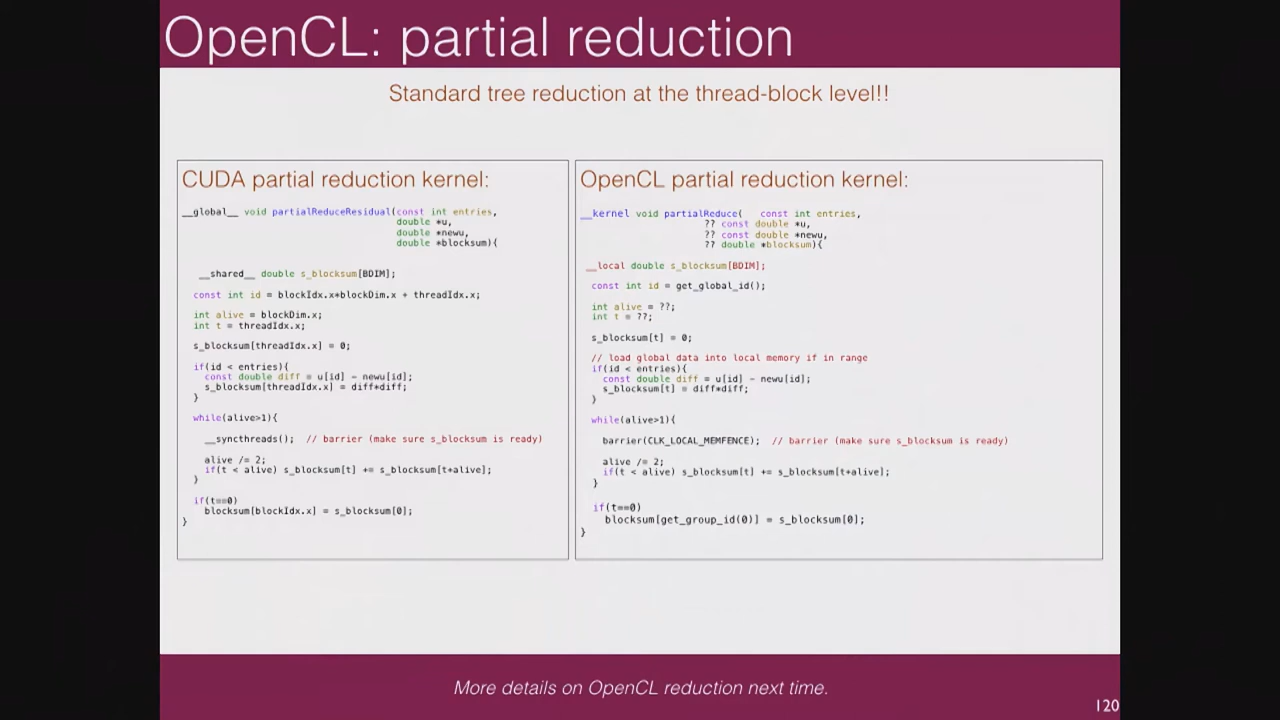 OpenCL: partial reduction
Standard tree reduction at the thread-block level!!
CUDA partial reduction kernel:
__global__ void partialReduceResidual(const int entries,
double *u,
double *newu,
double *blocksum){
__shared__ double s_blocksum[BDIM];
const int id = blockIdx.x*blockDim.x + threadIdx.x;
int alive = blockDim.x;
int t = threadIdx.x;
s_blocksum[threadIdx.x] = 0;
if(id < entries){
const double diff = u[id] - newu[id];
s_blocksum[threadIdx.x] = diff*diff;
}
while(alive>1){
__syncthreads();  // barrier (make sure s_blocksum is ready)
alive /= 2;
if(t < alive) s_blocksum[t] += s_blocksum[t+alive];
}
if(t==0)
blocksum[blockIdx.x] = s_blocksum[0];
}
OpenCL partial reduction kernel:
__kernel void partialReduce(   const int entries,
?? const double *u,
?? const double *newu,
?? double *blocksum){
__local double s_blocksum[BDIM];
const int id = get_global_id();
int alive = ??;
int t = ??;
s_blocksum[t] = 0;
// load global data into local memory if in range
if(id < entries){
const double diff = u[id] - newu[id];
s_blocksum[t] = diff*diff;
}
while(alive>1){
barrier(CLK_LOCAL_MEMFENCE);  // barrier (make sure s_blocksum is ready)
alive /= 2;
if(t < alive) s_blocksum[t] += s_blocksum[t+alive];
}
if(t==0)
blocksum[get_group_id(0)] = s_blocksum[0];
}
More details on OpenCL reduction next time.
120